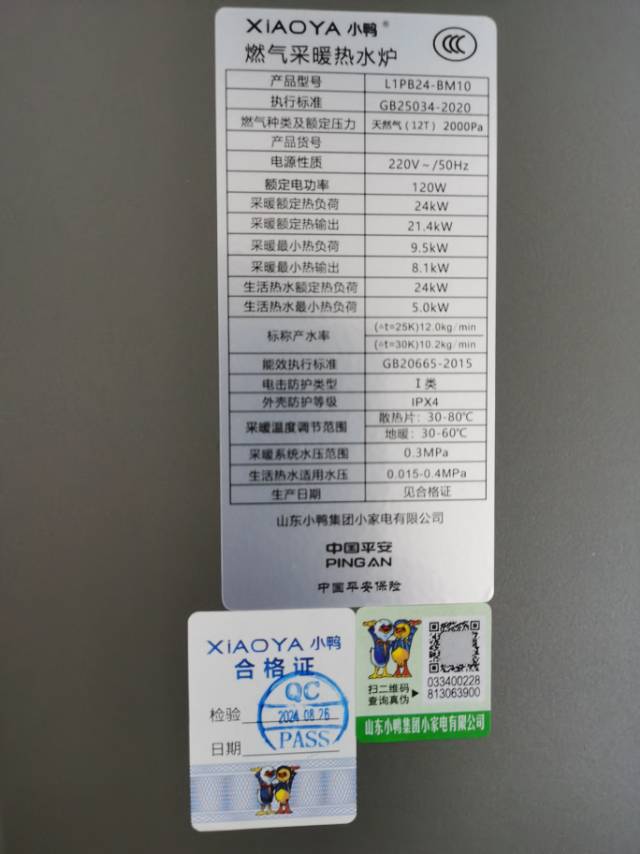 XiAOYA 小鸭®
燃气采暖热水炉
产品型号 L1PB24-BM10
执行标准 GB25034-2020
燃气种类及额定压力 天然气(12T) 2000Pa
产品货号
电源性质 220V～/50Hz
额定电功率 120W
采暖额定热负荷 24kW
采暖额定热输出 21.4kW
采暖最小热负荷 9.5kW
采暖最小热输出 8.1kW
生活热水额定热负荷 24kW
生活热水最小热负荷 5.0kW
标称产水率 (△t=25K)12.0kg/min
(△t=30K)10.2kg/min
能效执行标准 GB20665-2015
电击防护类型 I 类
外壳防护等级 IPX4
采暖温度调节范围 散热片：30-80℃
地暖：30-60℃
采暖系统水压范围 0.3MPa
生活热水适用水压 0.015-0.4MPa
生产日期 见合格证
山东小鸭集团小家电有限公司
中国平安
PING AN
中国平安保险
XiAOYA 小鸭
合格证
QC
检验 2024.08.26
日期 PASS
扫二维码
查询真伪
033400228
813063900
山东小鸭集团小家电有限公司